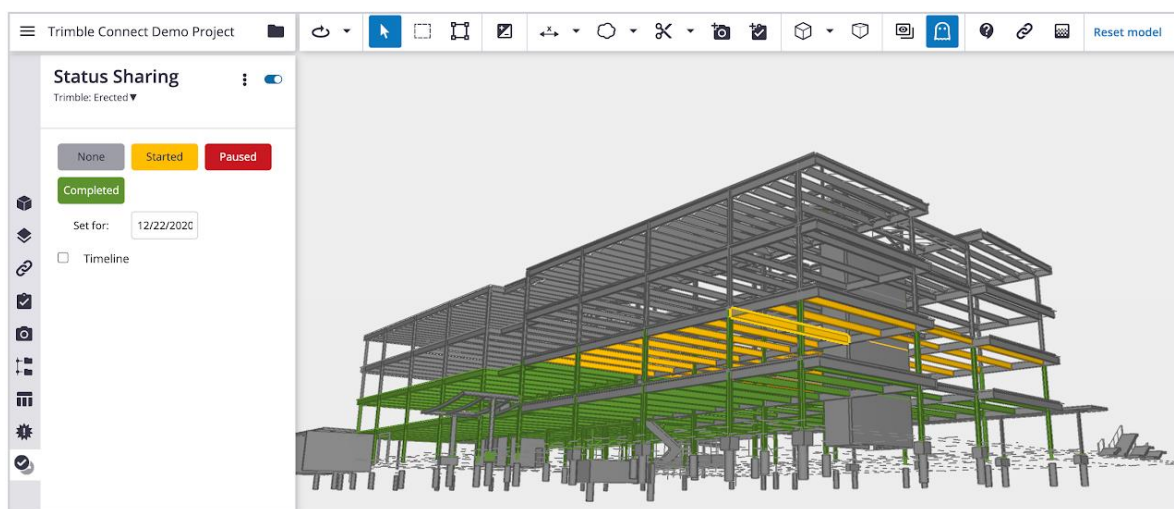 Trimble Connect Demo Project
Reset model
Status Sharing
Trimble: Erected▼
None
Started
Paused
Completed
Set for:
12/22/2020
Timeline